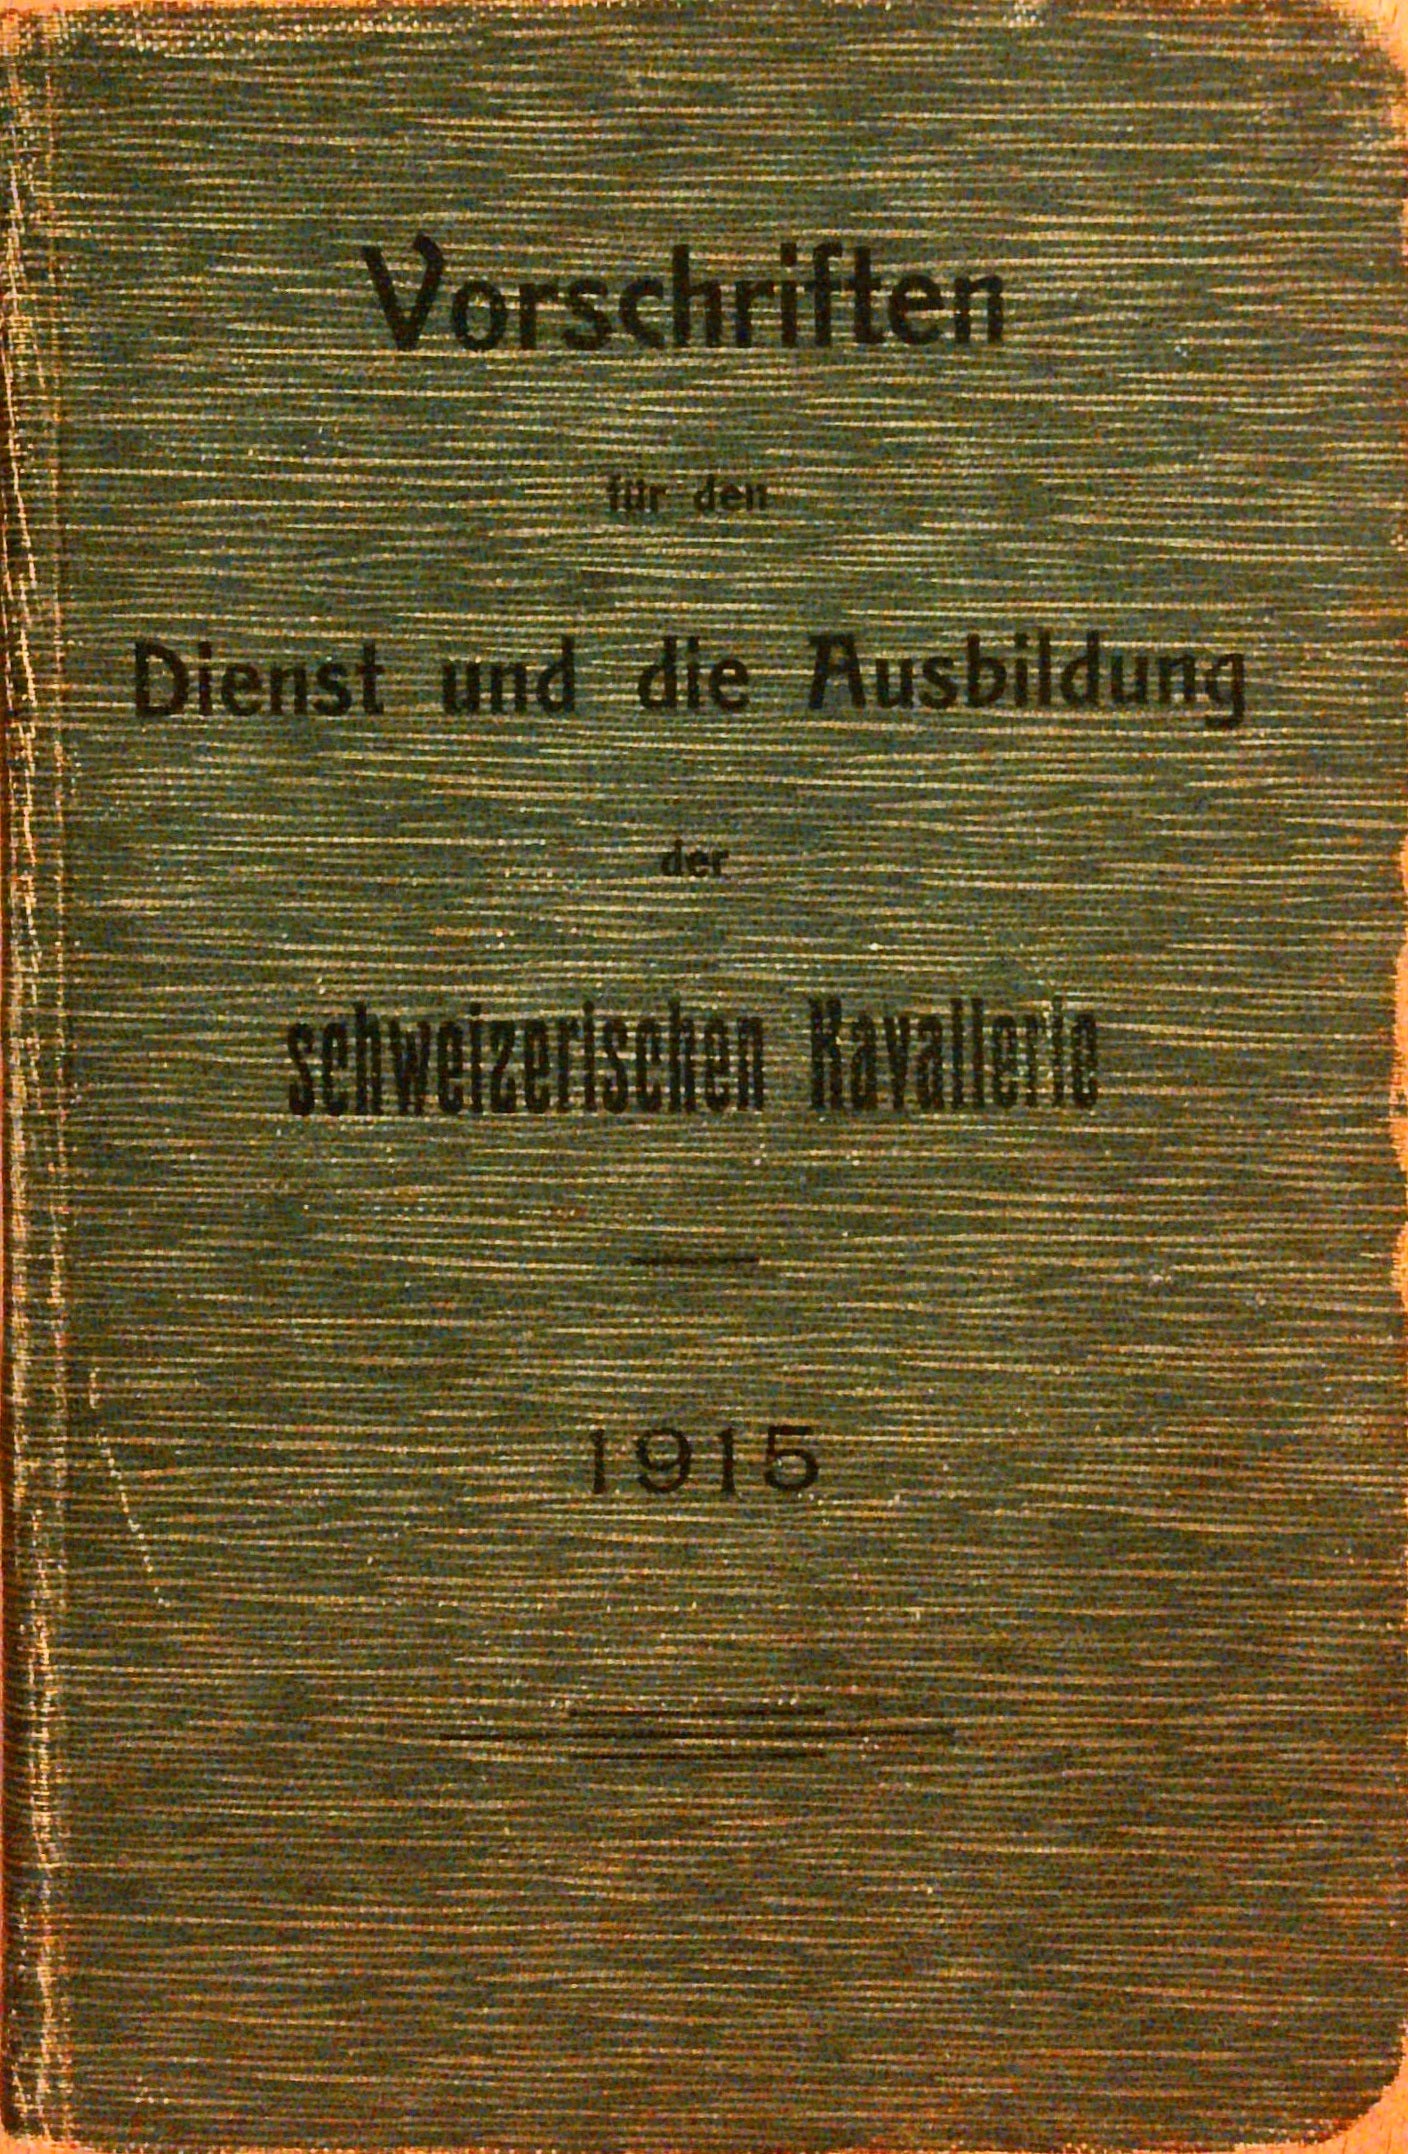 Vorschriften
für den
Dienst und die Ausbildung
der
schweizerischen Kavallerie
1915